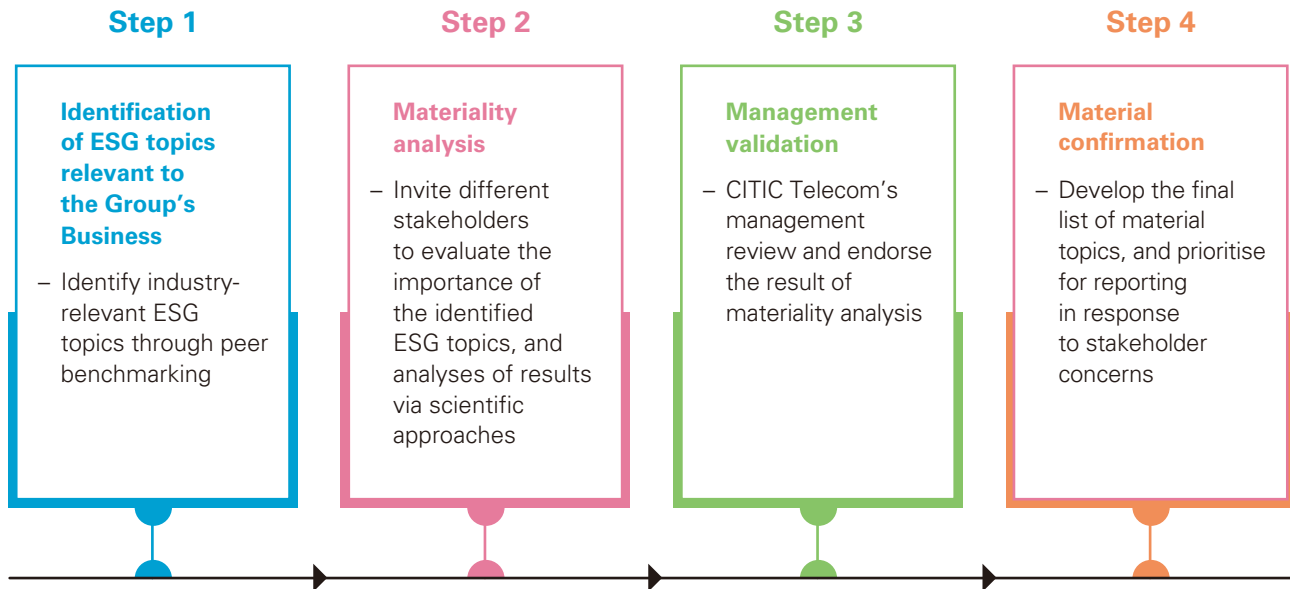 Step 1
Identification
of ESG topics
relevant to
the Group's
Business
– Identify industry-
relevant ESG
topics through peer
benchmarking
Step 2
Materiality
analysis
– Invite different
stakeholders
to evaluate the
importance of
the identified
ESG topics, and
analyses of results
via scientific
approaches
Step 3
Management
validation
– CITIC Telecom's
management
review and endorse
the result of
materiality analysis
Step 4
Material
confirmation
– Develop the final
list of material
topics, and prioritise
for reporting
in response
to stakeholder
concerns